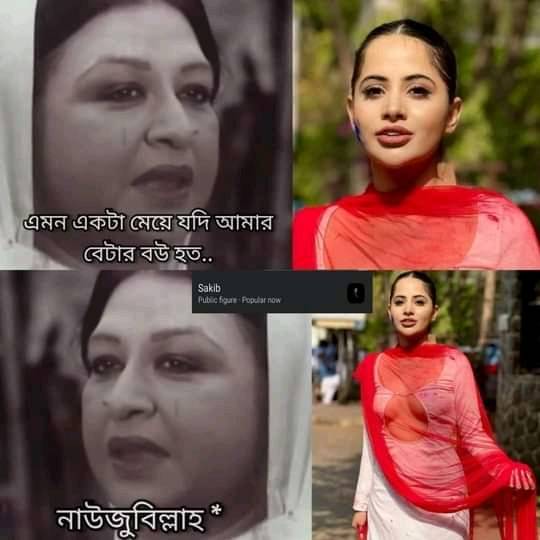 এমন একটা মেয়ে যদি আমার
বেটার বউ হত..
Sakib
Public figure · Popular now
নাউজুবিল্লাহ *